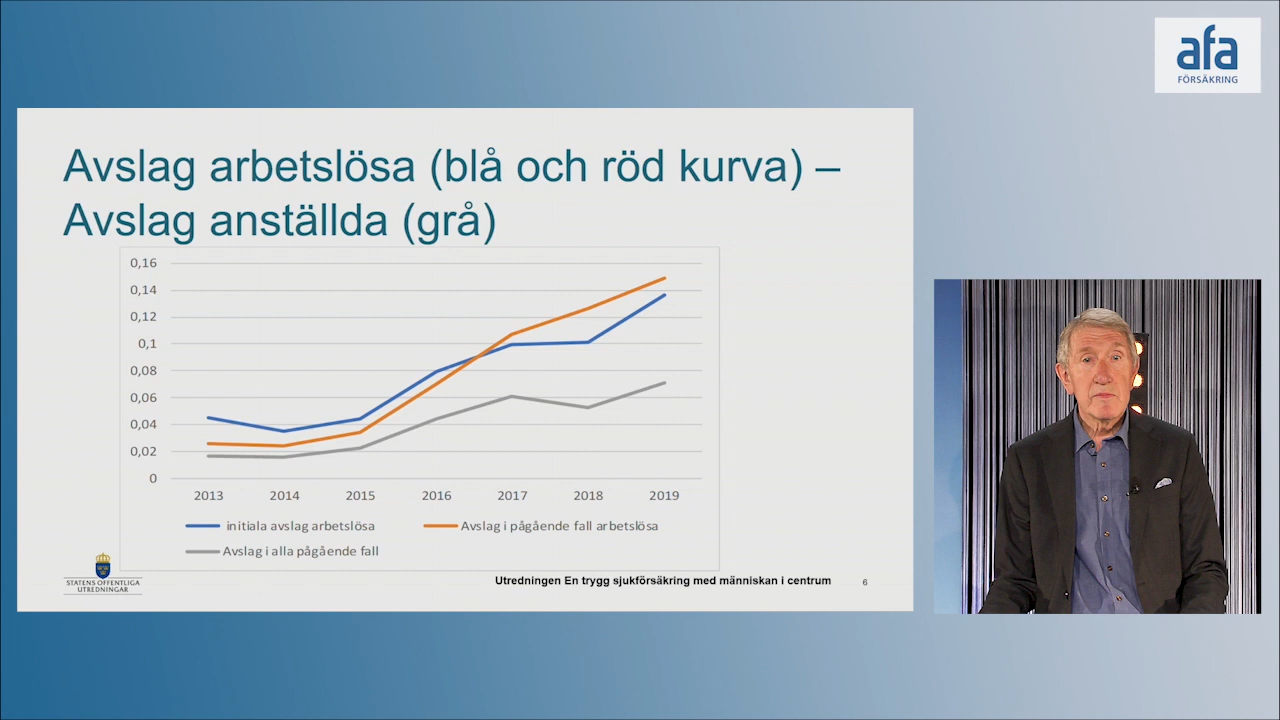 afa
FÖRSÄKRING
Avslag arbetslösa (blå och röd kurva) –
Avslag anställda (grå)
0,16
0,14
0,12
0,1
0,08
0,06
0,04
0,02
0
2013 2014 2015 2016 2017 2018 2019
initiala avslag arbetslösa Avslag i pågående fall arbetslösa
Avslag i alla pågående fall
STATENS OFFENTLIGA
UTREDNINGAR
Utredningen En trygg sjukförsäkring med människan i centrum 6